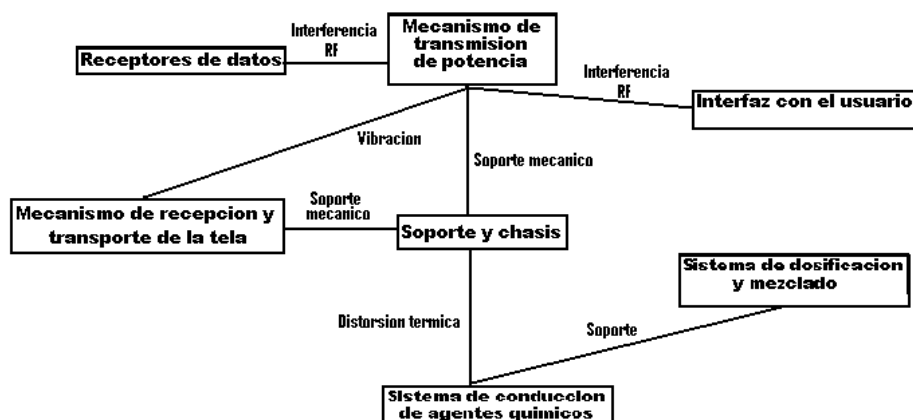 Interferencia
RF
Mecanismo de
transmision
de potencia
Receptores de datos
Interferencia
RF
Interfaz con el usuario
Vibracion
Soporte mecanico
Soporte
mecanico
Mecanismo de recepcion y
transporte de la tela
Soporte y chasis
Sistema de dosificacion
y mezclado
Distorsion termica
Soporte
Sistema de conduccion
de agentes quimicos